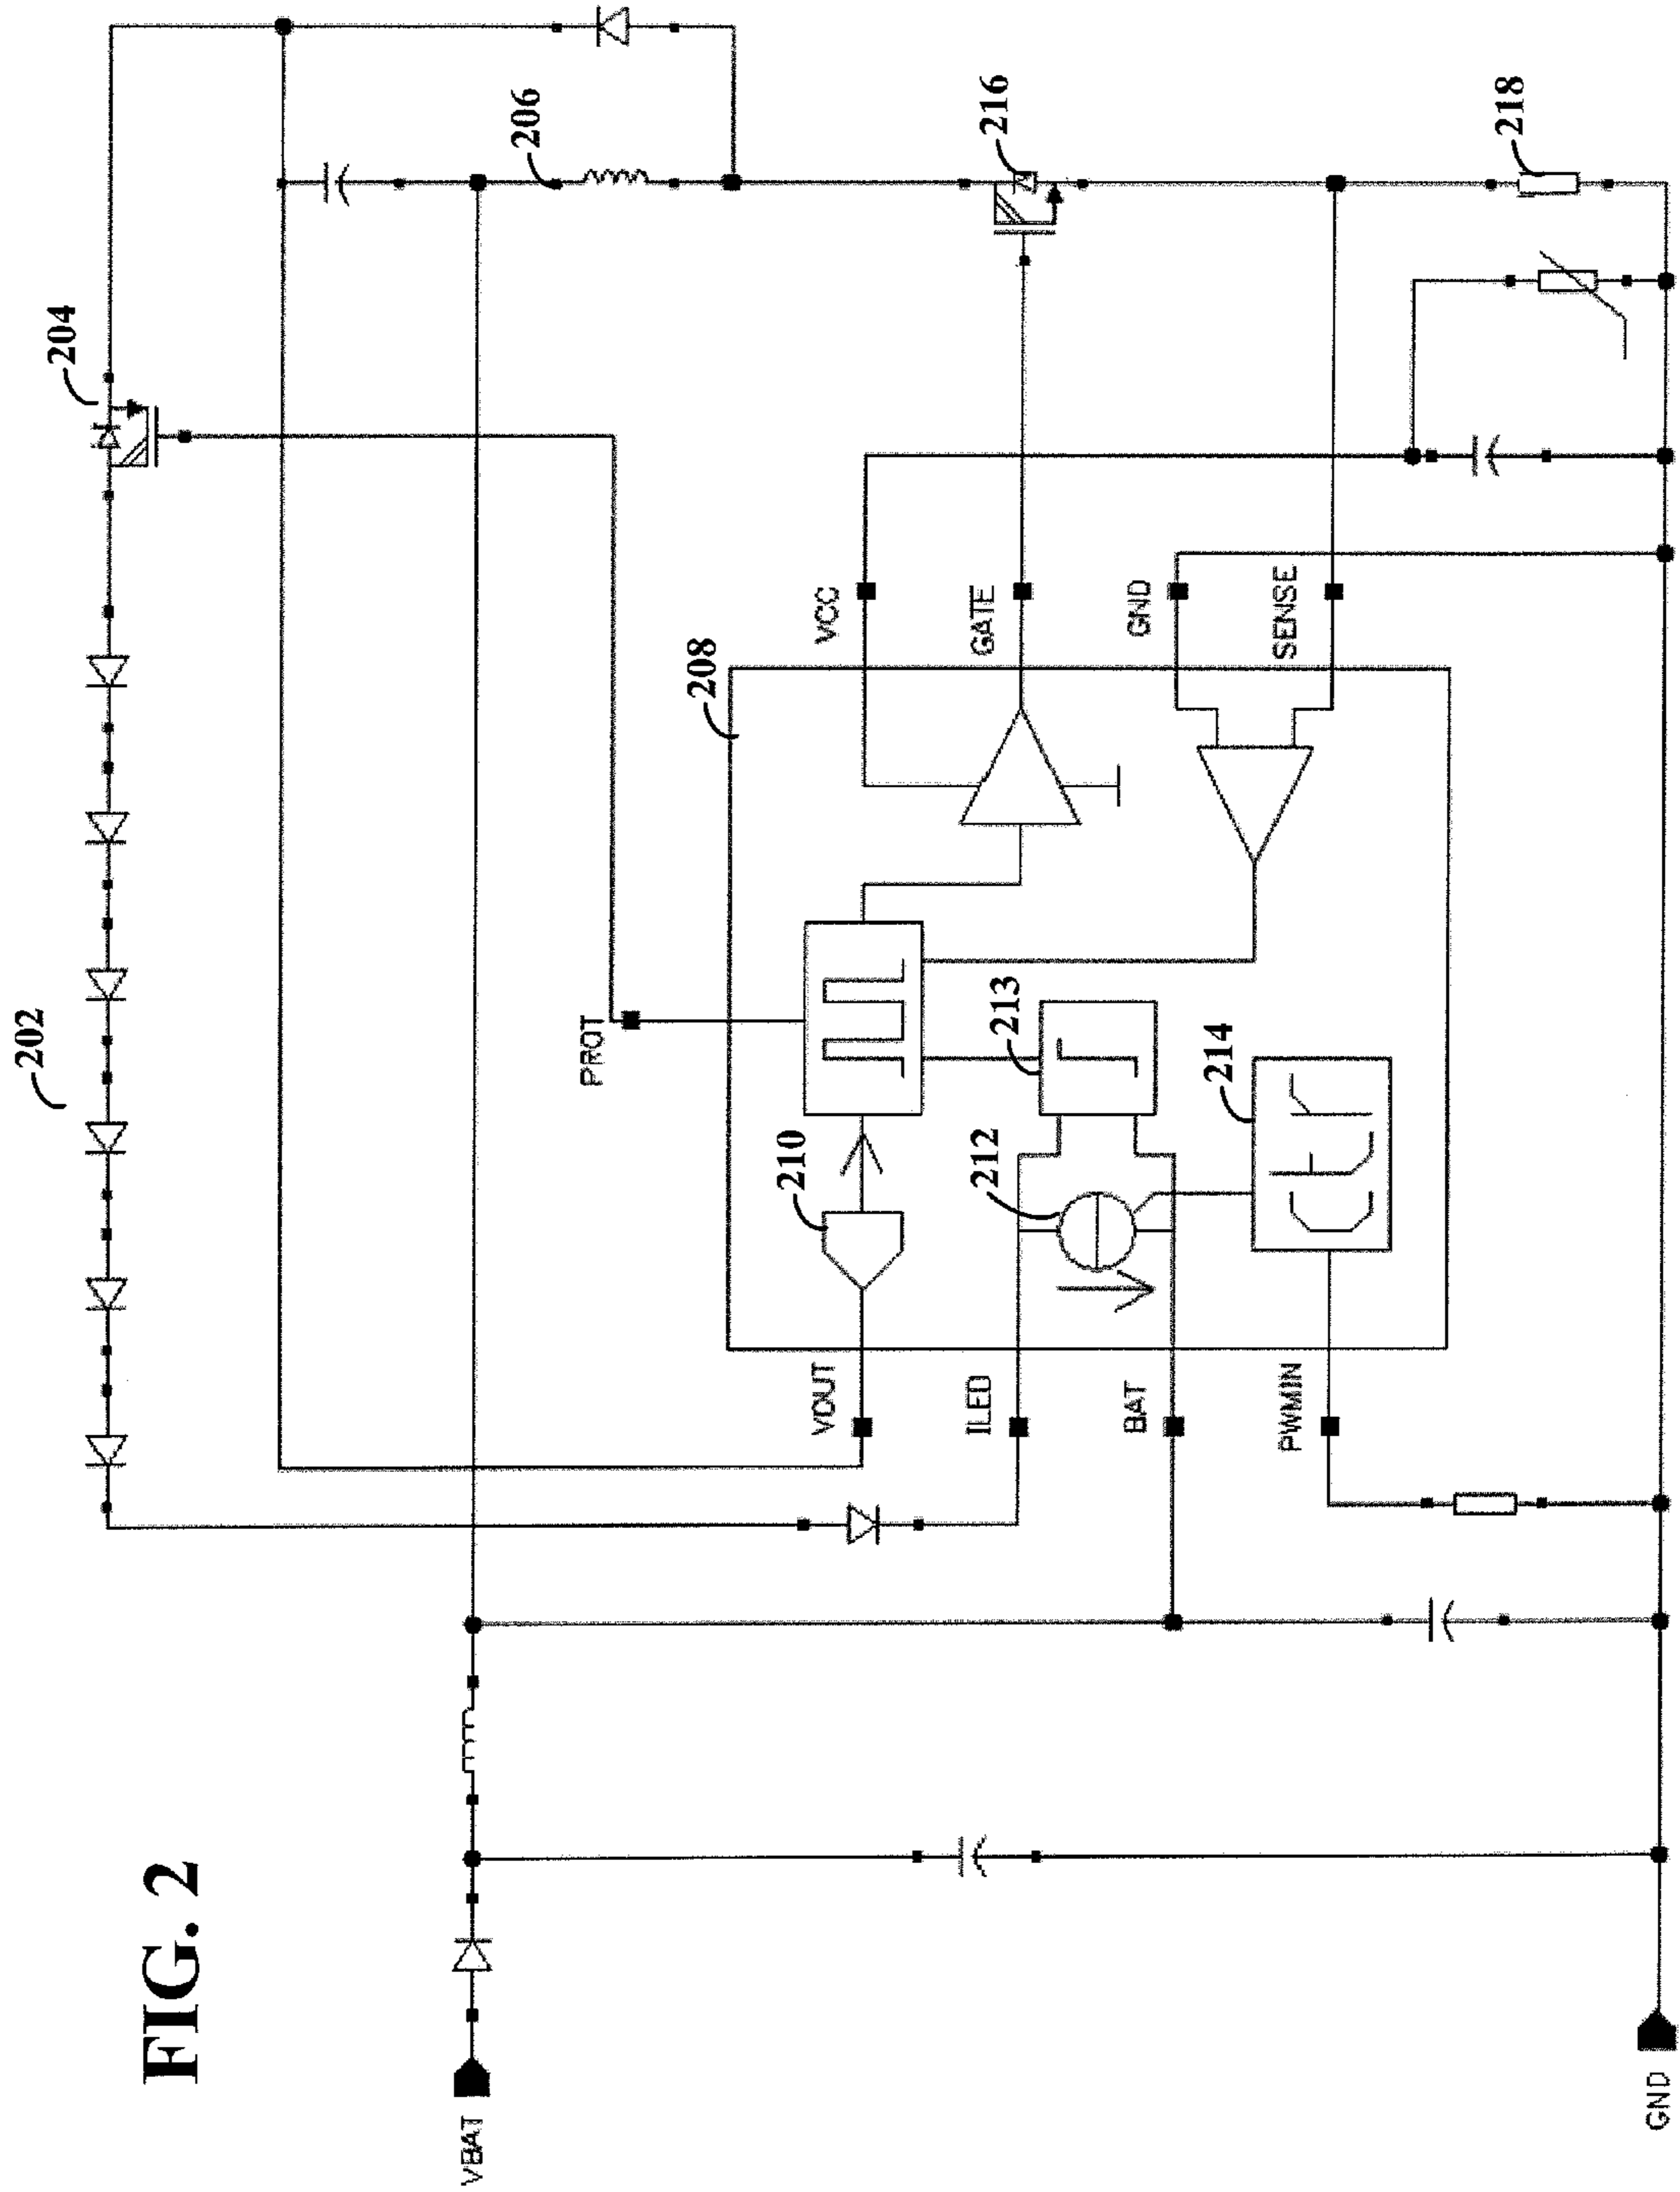 FIG. 2
202
204
206
208
PROT
210
VOUT
ILED
BAT
PWMIN
212
213
214
Ctr
VCC
GATE
GND
SENSE
216
218
VBAT
GND